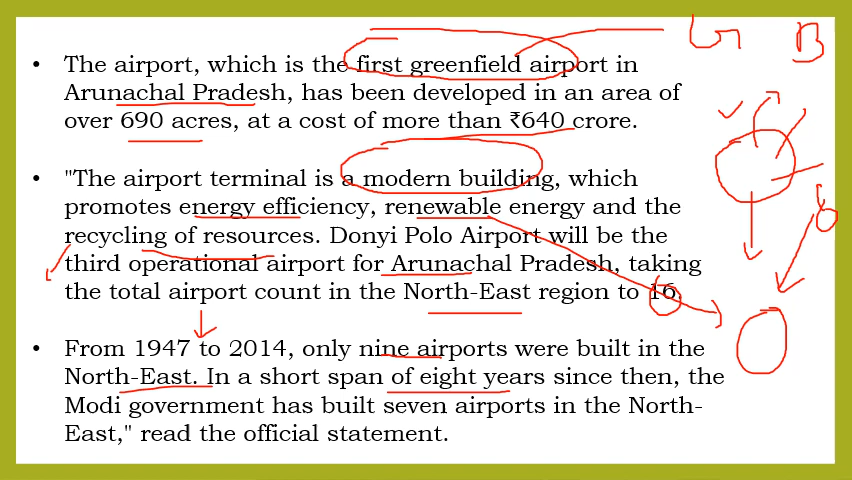 • The airport, which is the first greenfield airport in
Arunachal Pradesh, has been developed in an area of
over 690 acres, at a cost of more than ₹640 crore.
• "The airport terminal is a modern building, which
promotes energy efficiency, renewable energy and the
recycling of resources. Donyi Polo Airport will be the
third operational airport for Arunachal Pradesh, taking
the total airport count in the North-East region to 16.
• From 1947 to 2014, only nine airports were built in the
North-East. In a short span of eight years since then, the
Modi government has built seven airports in the North-
East," read the official statement.
B